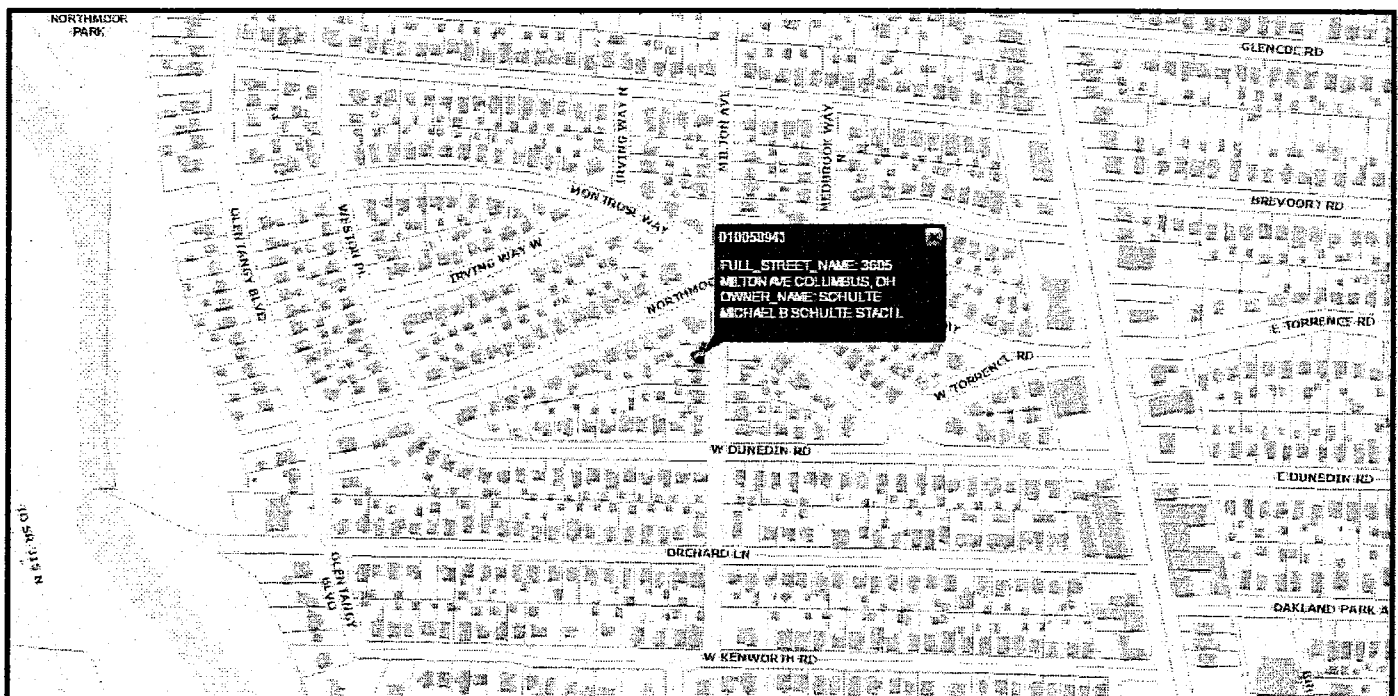 NORTHMOOR
PARK
GLENCOE RD
IRVING WAY N
MILTON AVE
MEDBROOK WAY
N
MONTROSE WAY
BREVOORT RD
OLENTANGY BLVD
WESTON PL
IRVING WAY W
010050943
FULL_STREET_NAME: 3605
MILTON AVE COLUMBUS, OH
OWNER_NAME: SCHULTE
MICHAEL B SCHULTE STACI L
E TORRENCE RD
W TORRENCE RD
W DUNEDIN RD
E DUNEDIN RD
ORCHARD LN
OLENTANGY
BLVD
OAKLAND PARK A
W KENWORTH RD